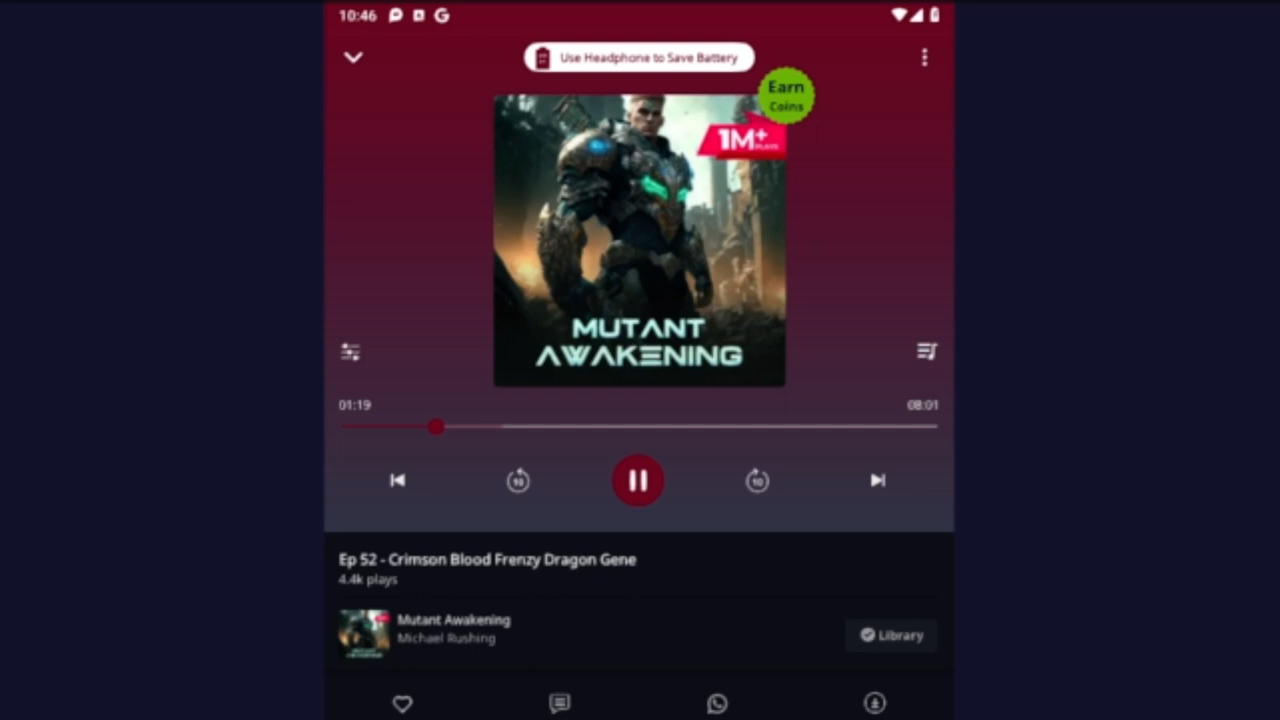 10:46
Use Headphone to Save Battery
Earn
Coins
1M+
PLAYS
MUTANT
AWAKENING
01:19
08:01
10
10
Ep 52 - Crimson Blood Frenzy Dragon Gene
4.4k plays
Mutant Awakening
Michael Rushing
Library